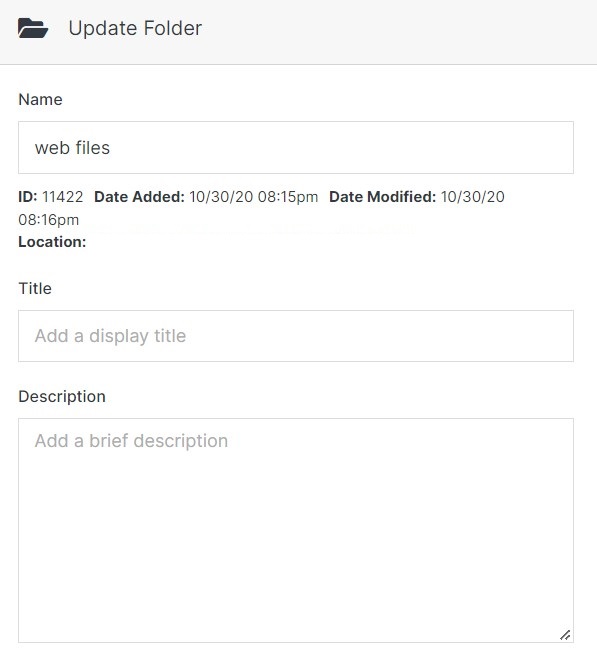 Update Folder
Name
web files
ID: 11422 Date Added: 10/30/20 08:15pm Date Modified: 10/30/20
08:16pm
Location:
Title
Add a display title
Description
Add a brief description